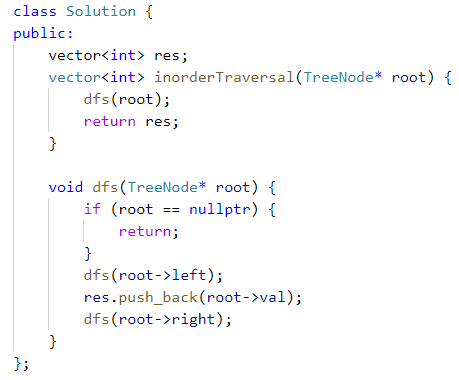 class Solution {
public:
    vector<int> res;
    vector<int> inorderTraversal(TreeNode* root) {
        dfs(root);
        return res;
    }

    void dfs(TreeNode* root) {
        if (root == nullptr) {
            return;
        }
        dfs(root->left);
        res.push_back(root->val);
        dfs(root->right);
    }
};